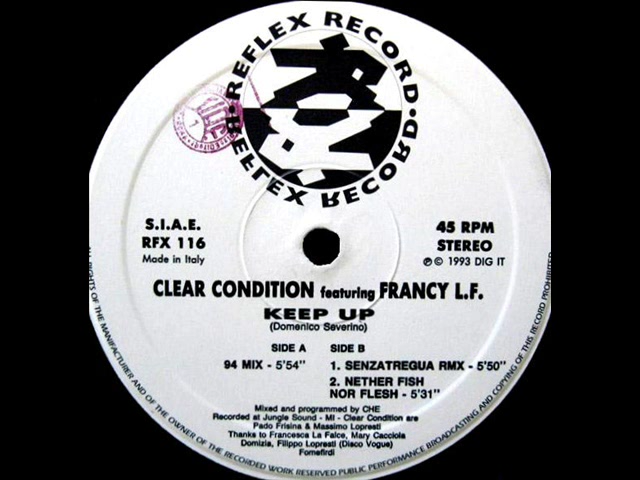 REFLEX RECORD
REFLEX RECORD
S.I.A.E.
RFX 116
Made in Italy
45 RPM
STEREO
℗ © 1993 DIG IT
CLEAR CONDITION featuring FRANCY L.F.
KEEP UP
(Domenico Severino)
SIDE A
94 MIX - 5'54"
SIDE B
1. SENZATREGUA RMX - 5'50"
2. NETHER FISH
NOR FLESH - 5'31"
Mixed and programmed by CHE
Recorded at Jungle Sound - MI - Clear Condition are
Pado Frisina & Massimo Lopresti
Thanks to Francesca La Falce, Mary Cacciola
Domizia, Filippo Lopresti (Disco Vogue)
Fomefirdi
ALL RIGHTS OF THE MANUFACTURER AND OF THE OWNER OF THE RECORDED WORK RESERVED PUBLIC PERFORMANCE BROADCASTING AND COPYING OF THIS RECORD PROHIBITED